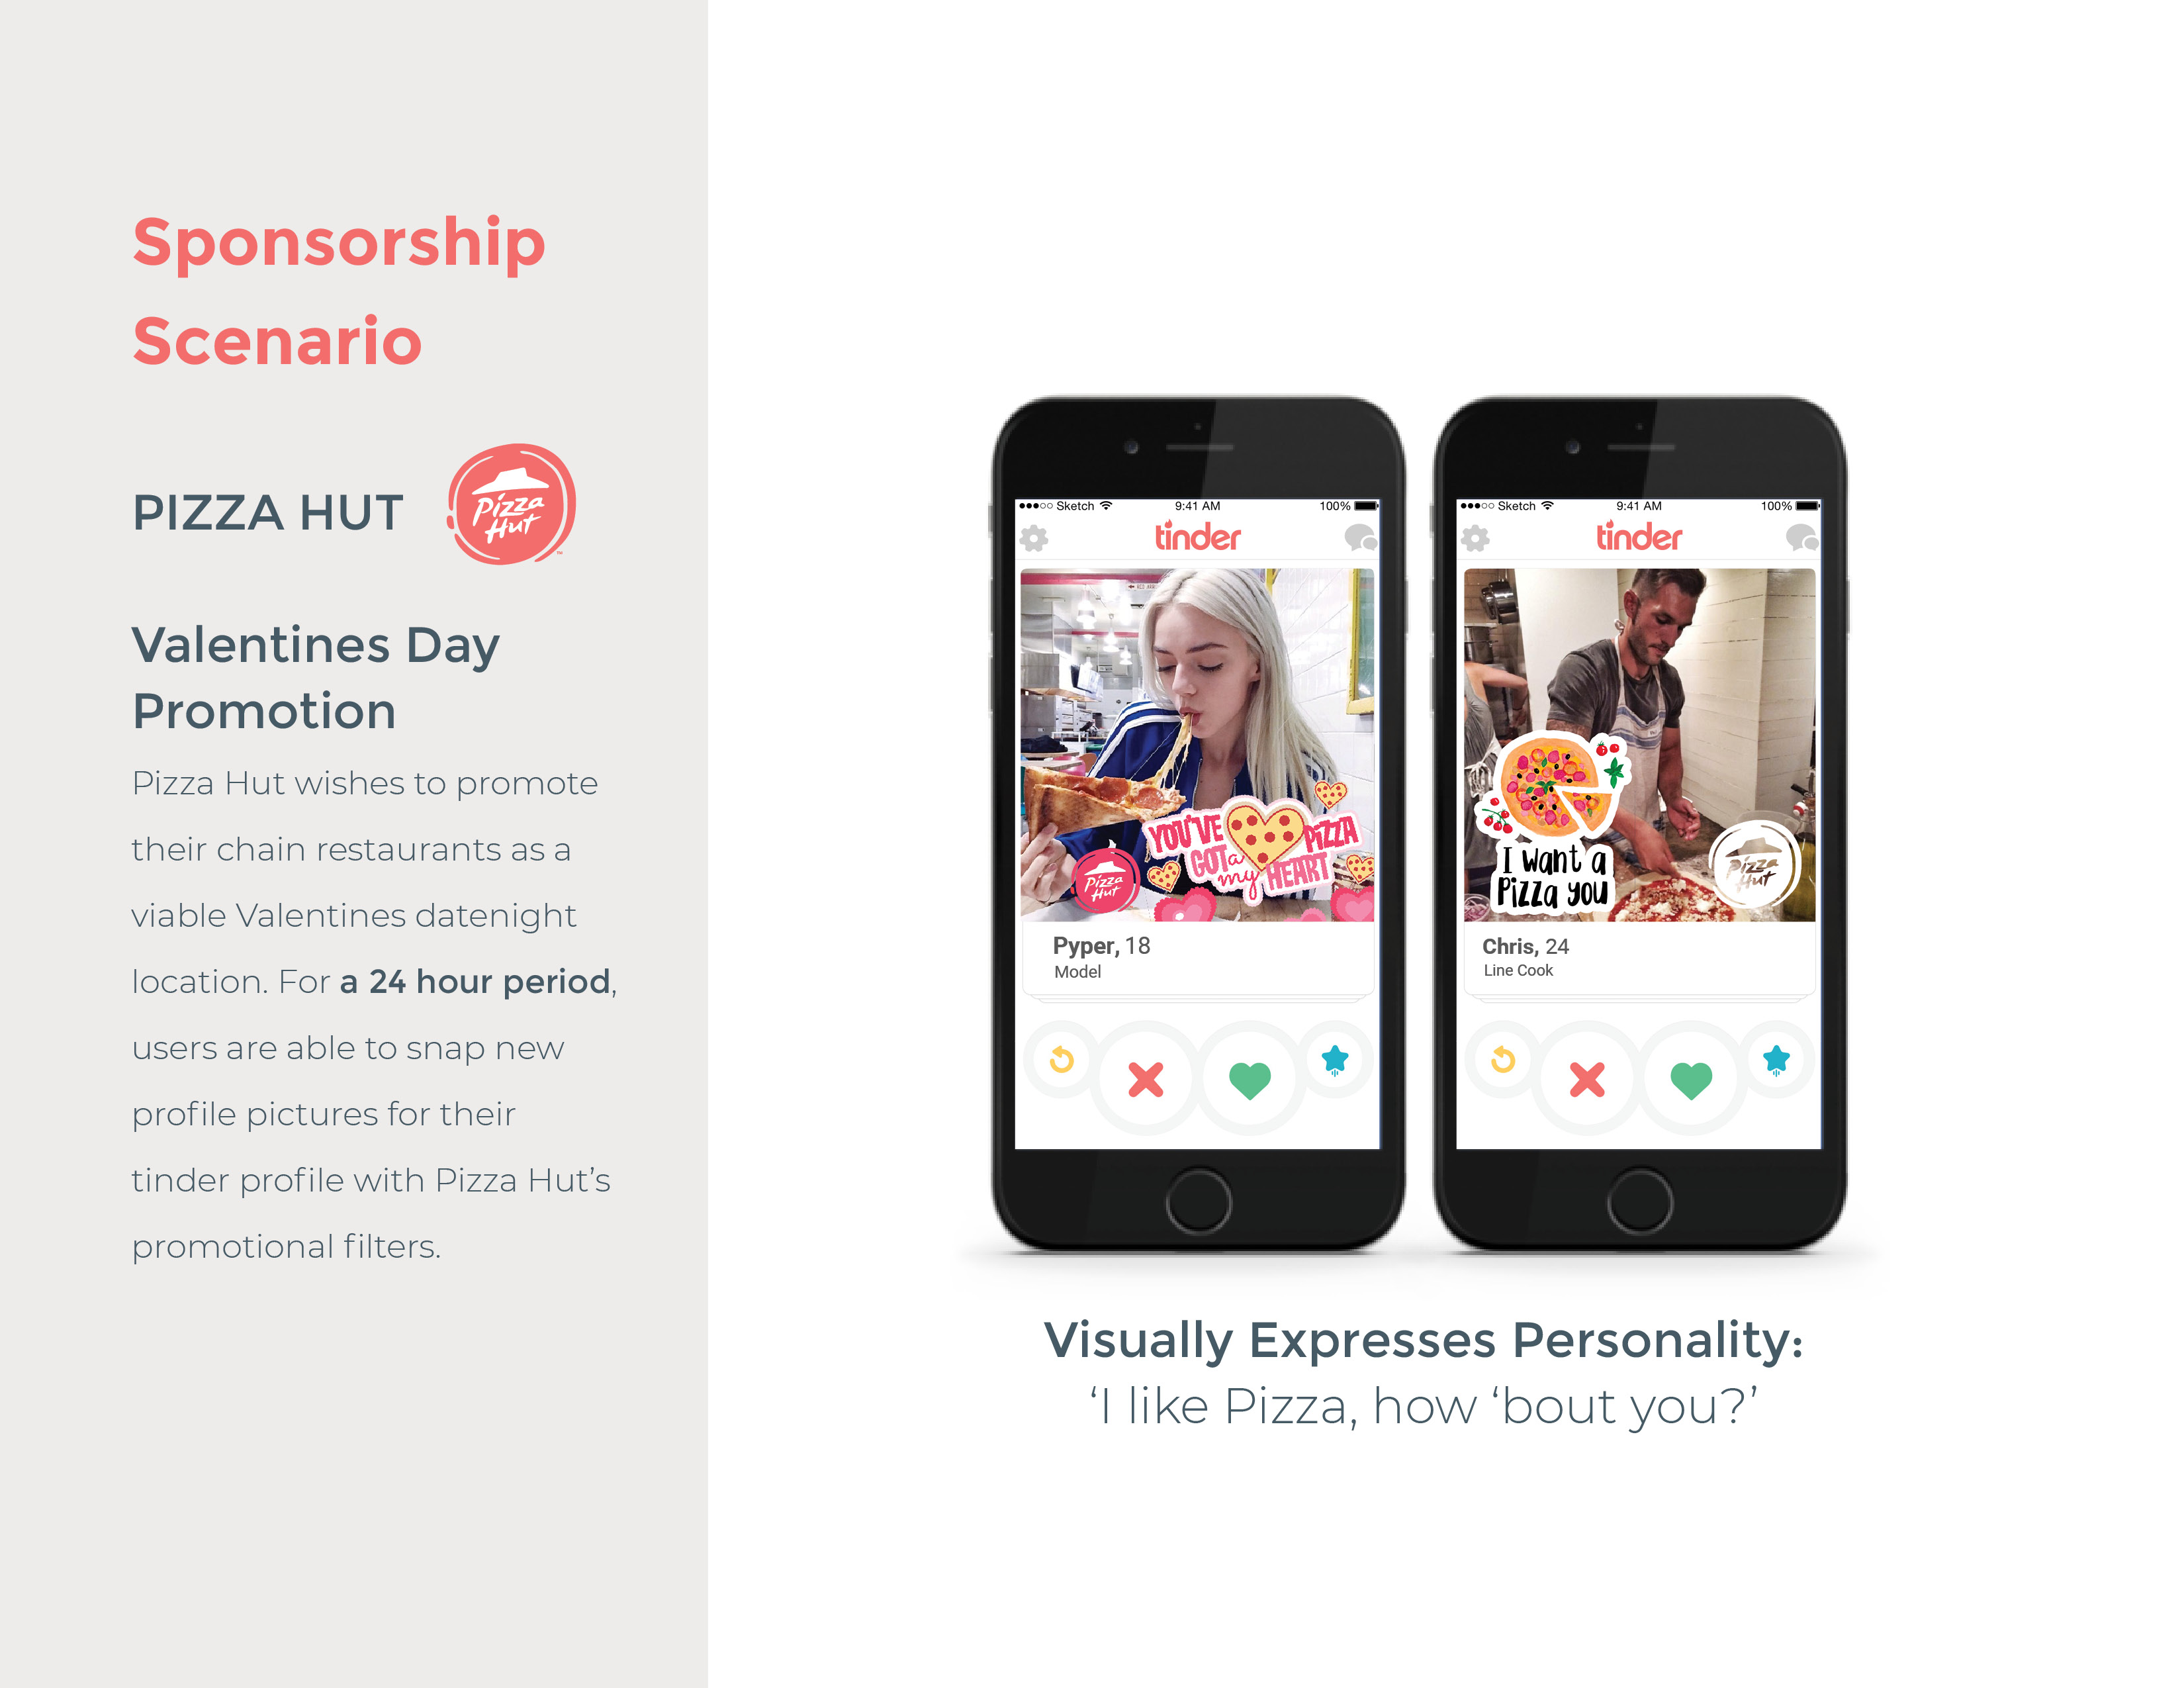 Sponsorship
Scenario
PIZZA HUT
Pizza
Hut
™
Valentines Day
Promotion
Pizza Hut wishes to promote
their chain restaurants as a
viable Valentines datenight
location. For a 24 hour period,
users are able to snap new
profile pictures for their
tinder profile with Pizza Hut’s
promotional filters.
Sketch 9:41 AM 100%
tinder
YOU'VE
GOT a
PIZZA
my HEART
Pizza
Hut
Pyper, 18
Model
Sketch 9:41 AM 100%
tinder
I want a
Pizza you
Pizza
Hut
Chris, 24
Line Cook
Visually Expresses Personality:
‘I like Pizza, how ‘bout you?’